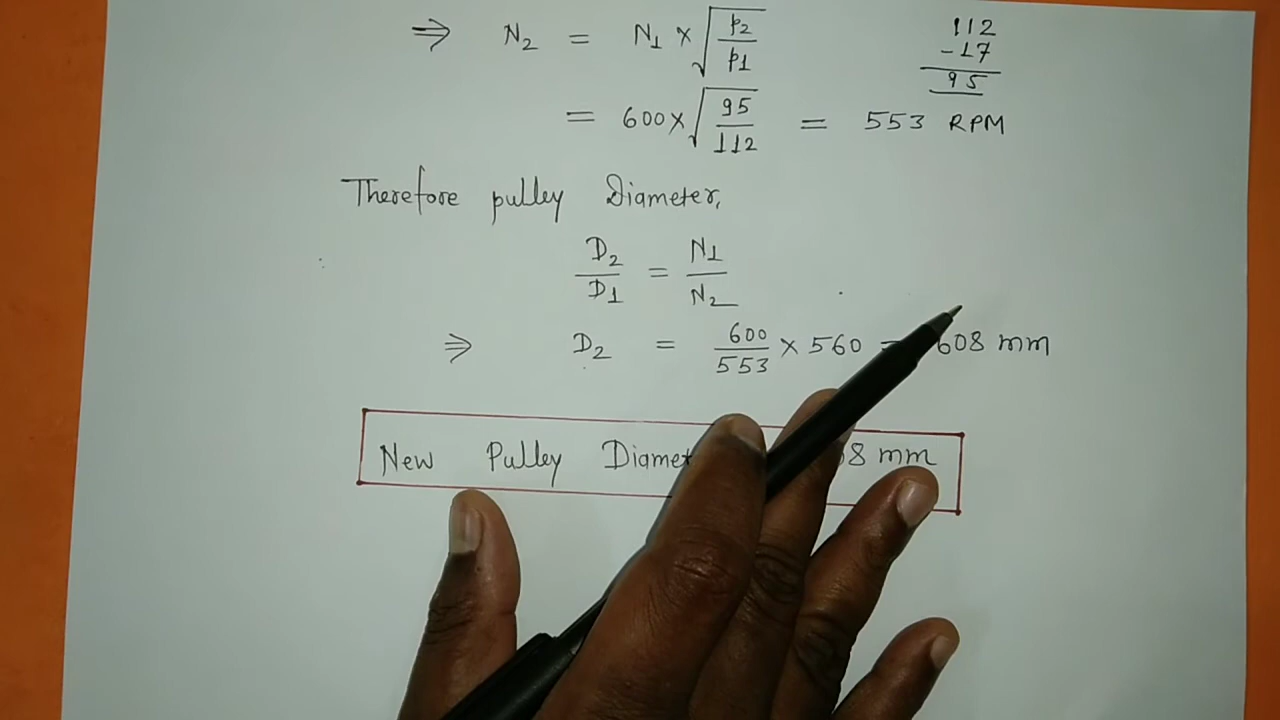 ⇒ N₂ = N₁ × √(p₂/p₁)
112
-17
95
= 600 × √(95/112) = 553 RPM
Therefore pulley Diameter,
D₂/D₁ = N₁/N₂
⇒ D₂ = 600/553 × 560 = 608 mm
New Pulley 8 mm